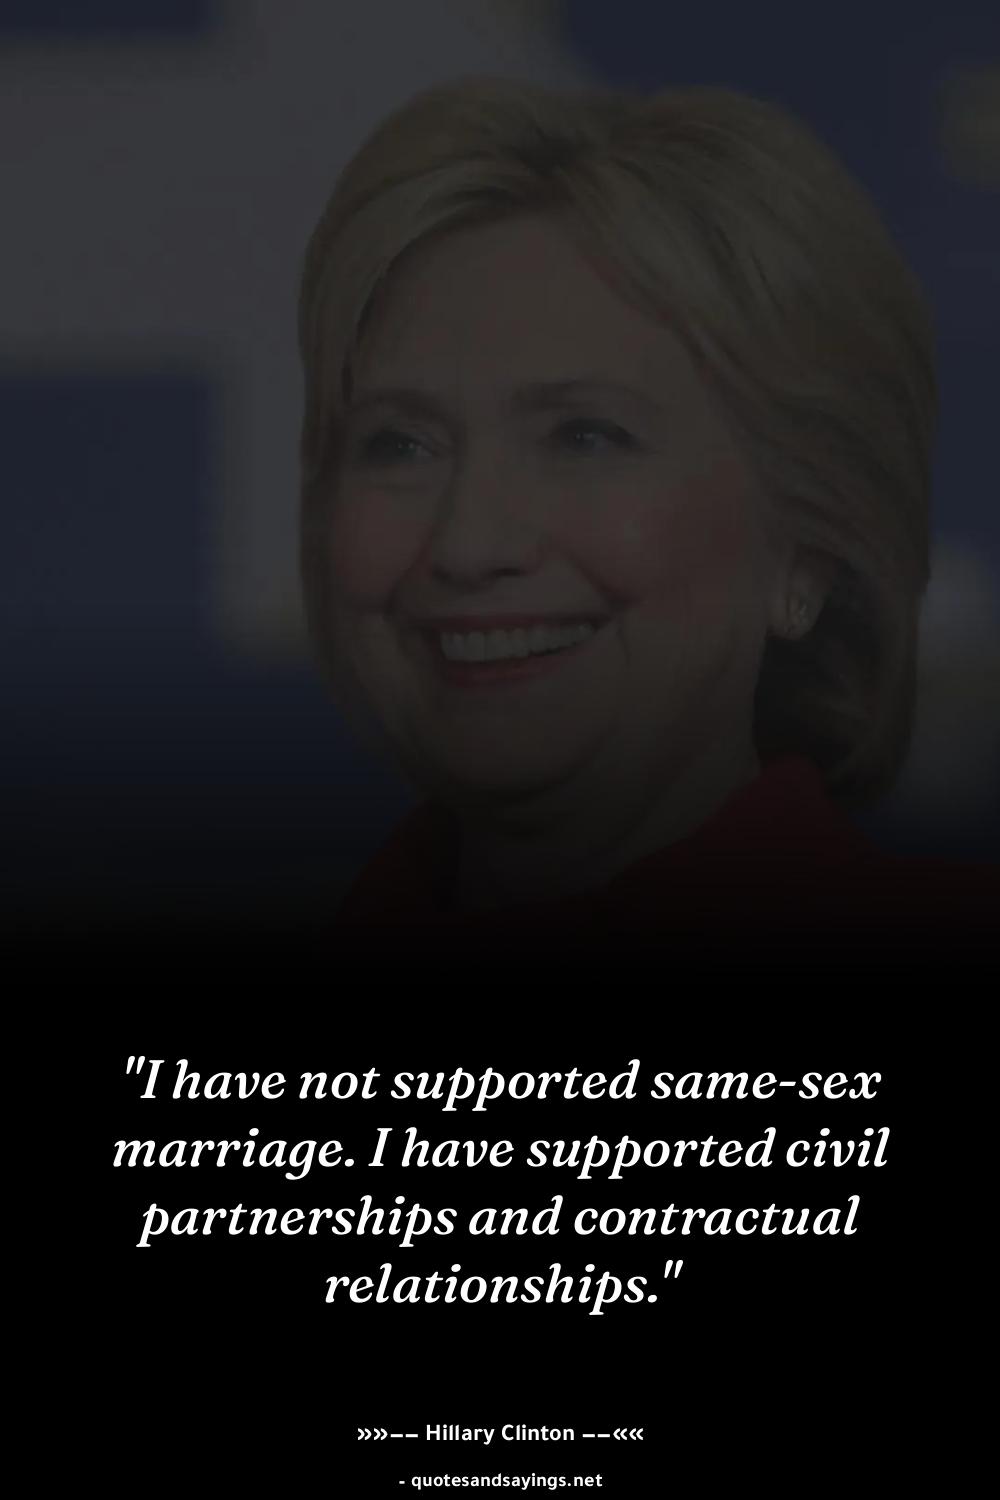 "I have not supported same-sex
marriage. I have supported civil
partnerships and contractual
relationships."
»»–– Hillary Clinton ––««
- quotesandsayings.net